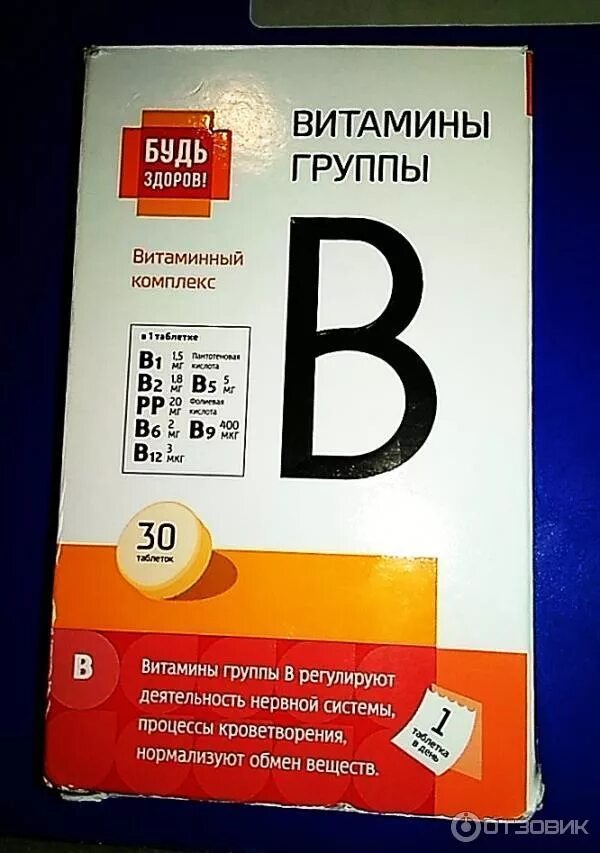 БУДЬ
ЗДОРОВ!
ВИТАМИНЫ
ГРУППЫ
B
Витаминный
комплекс
в 1 таблетке
B1 1,5 мг
B2 1,8 мг
PP 20 мг
B6 2 мг
B12 3 мкг
Пантотеновая
кислота
B5 5 мг
Фолиевая
кислота
B9 400 мкг
30
таблеток
B
Витамины группы В регулируют
деятельность нервной системы,
процессы кроветворения,
нормализуют обмен веществ.
1
таблетка
в день
ОТЗОВИК